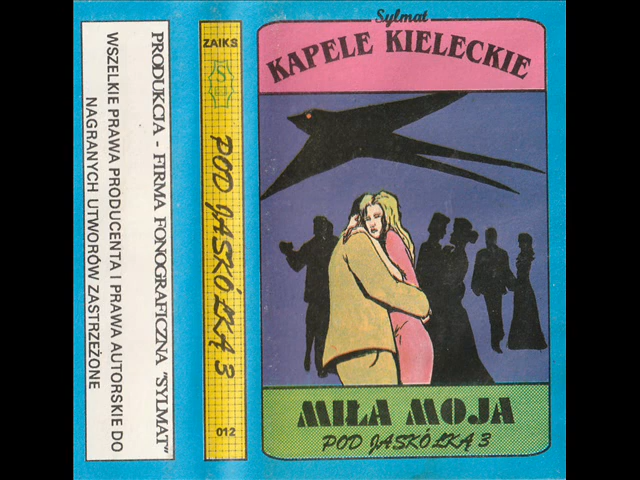 PRODUKCJA - FIRMA FONOGRAFICZNA "SYLMAT"
WSZELKIE PRAWA PRODUCENTA I PRAWA AUTORSKIE DO
NAGRANYCH UTWORÓW ZASTRZEŻONE
ZAIKS
S
POD JASKÓŁKĄ 3
012
Sylmat
KAPELE KIELECKIE
MIŁA MOJA
POD JASKÓŁKĄ 3